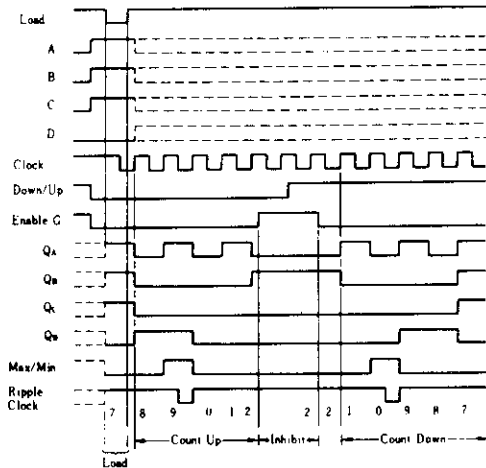 Load
A
B
C
D
Clock
Down/Up
Enable G
QA
QB
QC
QD
Max/Min
Ripple
Clock
7 8 9 0 1 2 2 2 1 0 9 8 7
Count Up Inhibit Count Down
Load